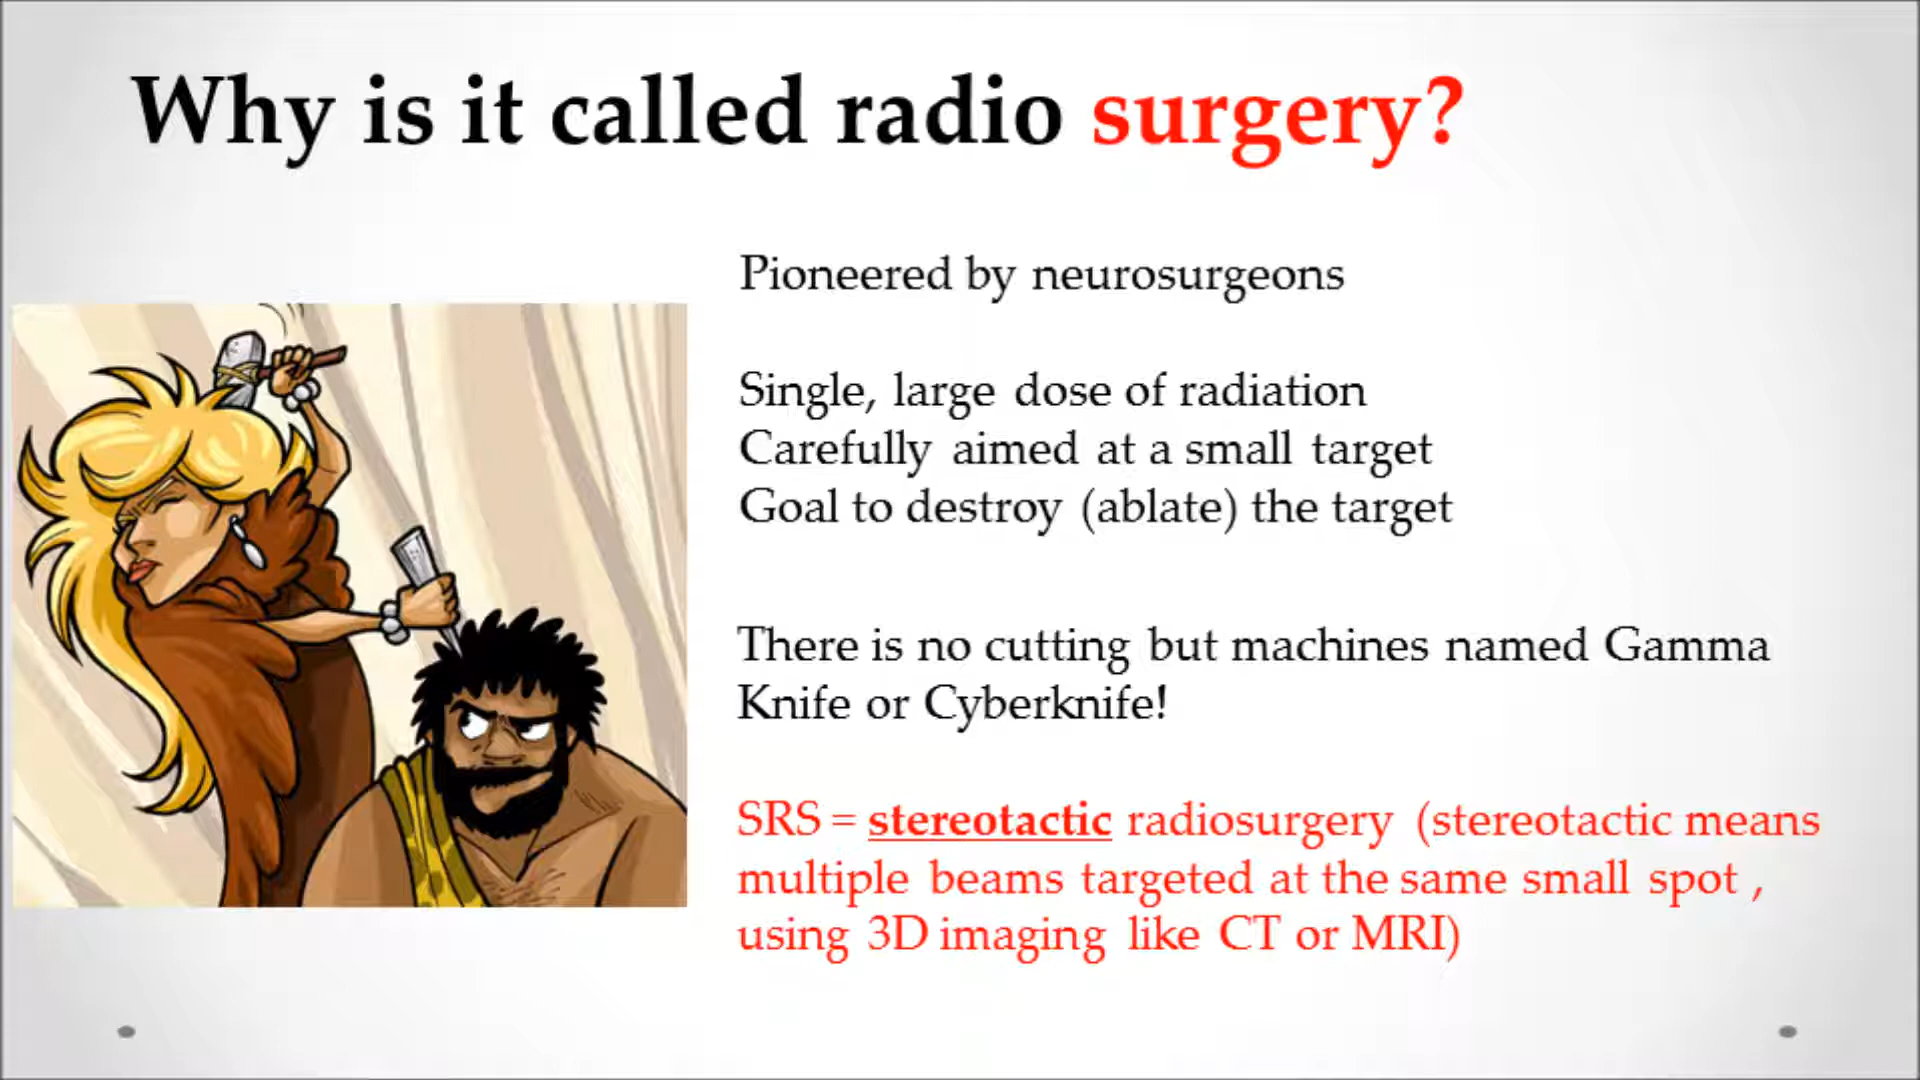 Why is it called radio surgery?
Pioneered by neurosurgeons
Single, large dose of radiation
Carefully aimed at a small target
Goal to destroy (ablate) the target
There is no cutting but machines named Gamma
Knife or Cyberknife!
SRS = stereotactic radiosurgery (stereotactic means
multiple beams targeted at the same small spot ,
using 3D imaging like CT or MRI)